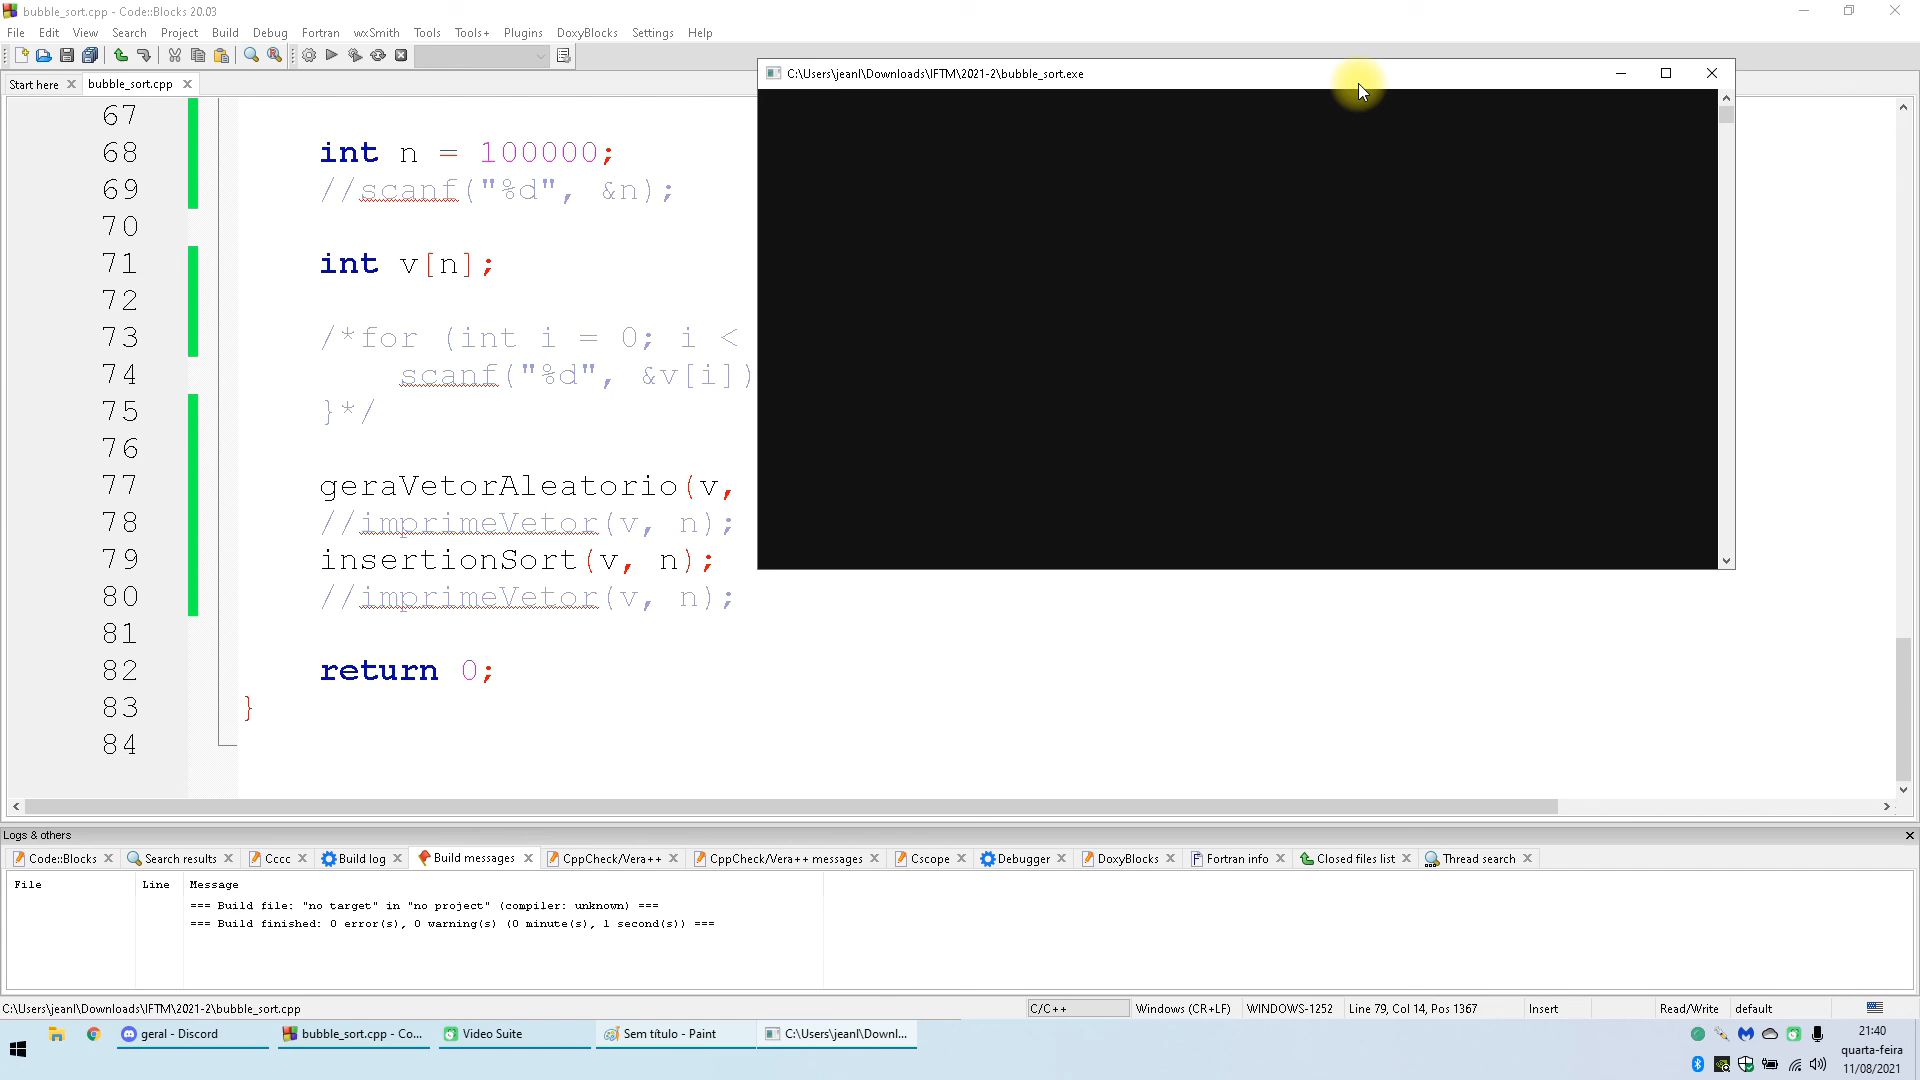 bubble_sort.cpp - Code::Blocks 20.03
File Edit View Search Project Build Debug Fortran wxSmith Tools Tools+ Plugins DoxyBlocks Settings Help
Start here bubble_sort.cpp
C:\Users\jeanl\Downloads\IFTM\2021-2\bubble_sort.exe
67
68 int n = 100000;
69 //scanf("%d", &n);
70
71 int v[n];
72
73 /*for (int i = 0; i <
74 scanf("%d", &v[i])
75 }*/
76
77 geraVetorAleatorio(v,
78 //imprimeVetor(v, n);
79 insertionSort(v, n);
80 //imprimeVetor(v, n);
81
82 return 0;
83 }
84
Logs & others
Code::Blocks Search results Cccc Build log Build messages CppCheck/Vera++ CppCheck/Vera++ messages Cscope Debugger DoxyBlocks Fortran info Closed files list Thread search
File Line Message
=== Build file: "no target" in "no project" (compiler: unknown) ===
=== Build finished: 0 error(s), 0 warning(s) (0 minute(s), 1 second(s)) ===
C:\Users\jeanl\Downloads\IFTM\2021-2\bubble_sort.cpp C/C++ Windows (CR+LF) WINDOWS-1252 Line 79, Col 14, Pos 1367 Insert Read/Write default
geral - Discord bubble_sort.cpp - Co... Video Suite Sem título - Paint C:\Users\jeanl\Downl...
21:40
quarta-feira
11/08/2021